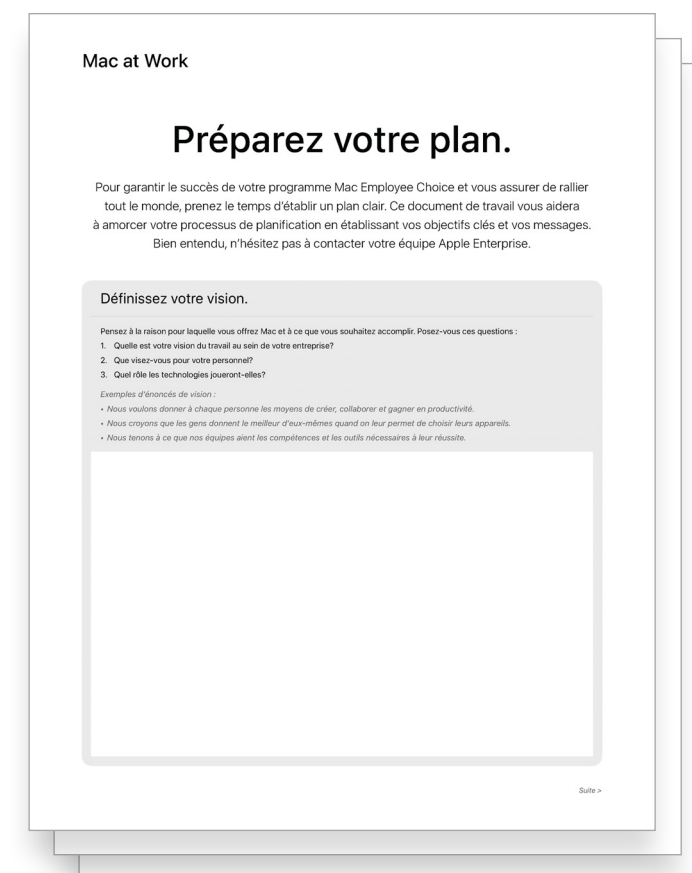 Mac at Work
Préparez votre plan.
Pour garantir le succès de votre programme Mac Employee Choice et vous assurer de rallier
tout le monde, prenez le temps d’établir un plan clair. Ce document de travail vous aidera
à amorcer votre processus de planification en établissant vos objectifs clés et vos messages.
Bien entendu, n’hésitez pas à contacter votre équipe Apple Enterprise.
Définissez votre vision.
Pensez à la raison pour laquelle vous offrez Mac et à ce que vous souhaitez accomplir. Posez-vous ces questions :
1. Quelle est votre vision du travail au sein de votre entreprise?
2. Que visez-vous pour votre personnel?
3. Quel rôle les technologies joueront-elles?
Exemples d’énoncés de vision :
• Nous voulons donner à chaque personne les moyens de créer, collaborer et gagner en productivité.
• Nous croyons que les gens donnent le meilleur d’eux-mêmes quand on leur permet de choisir leurs appareils.
• Nous tenons à ce que nos équipes aient les compétences et les outils nécessaires à leur réussite.
Suite >